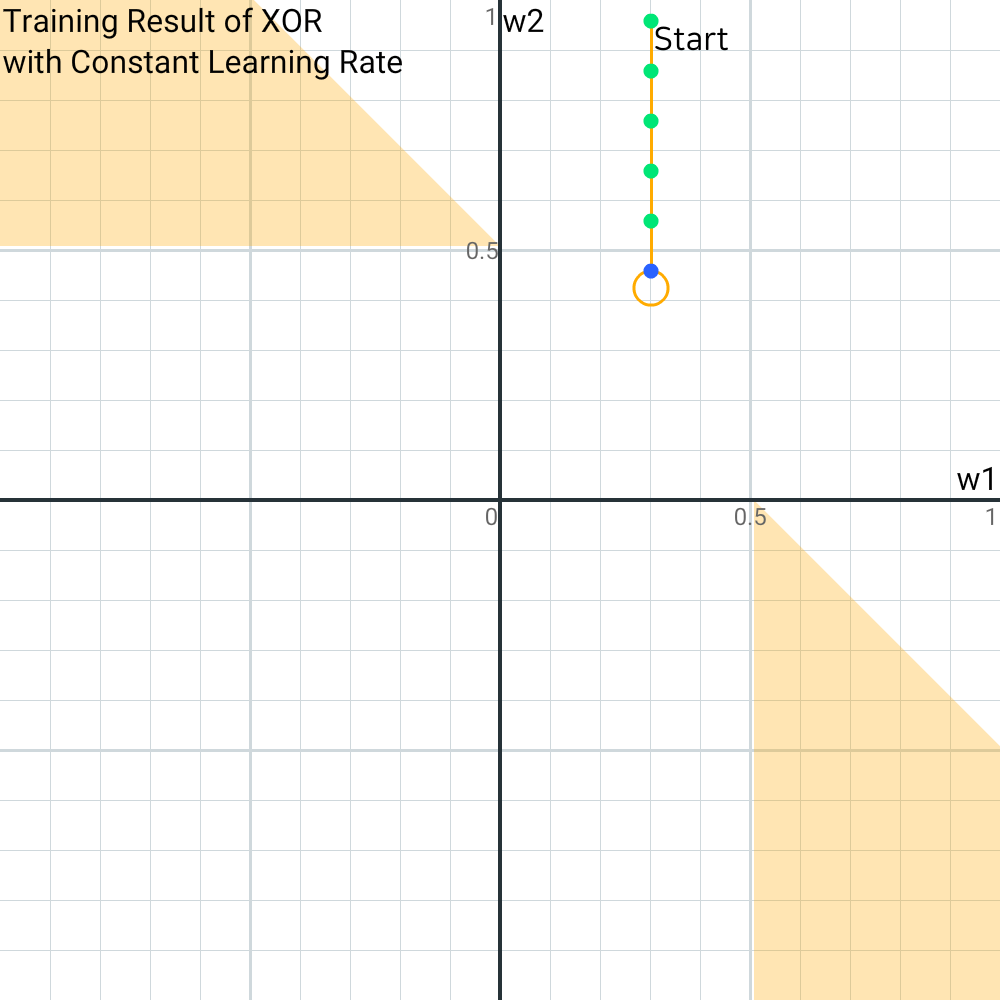 Training Result of XOR
with Constant Learning Rate
1
w2
Start
0.5
w1
0
0.5
1